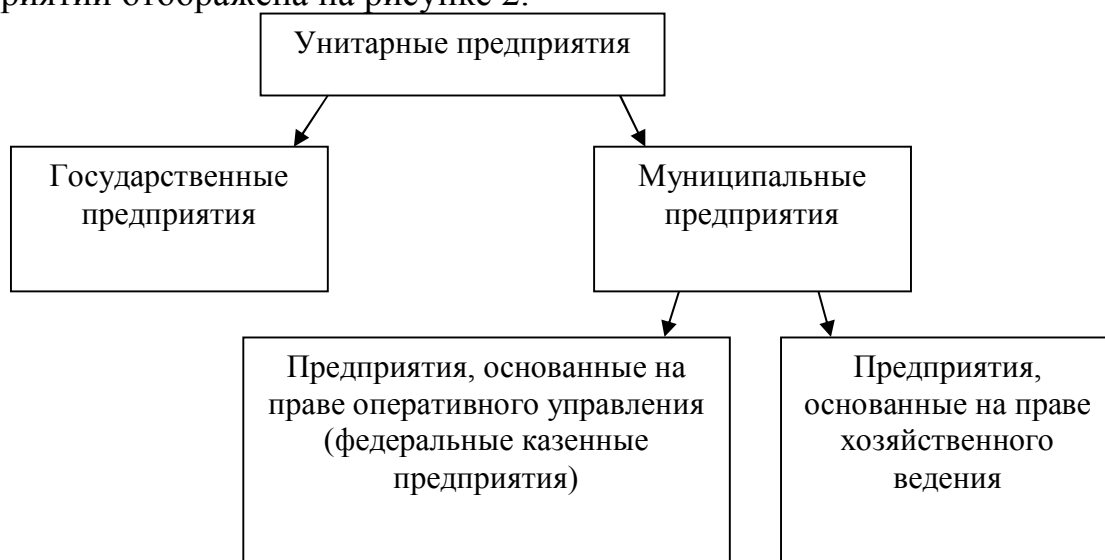 отображена на рисунке 2.
Унитарные предприятия
Государственные
предприятия
Муниципальные
предприятия
Предприятия, основанные на
праве оперативного управления
(федеральные казенные
предприятия)
Предприятия,
основанные на праве
хозяйственного
ведения